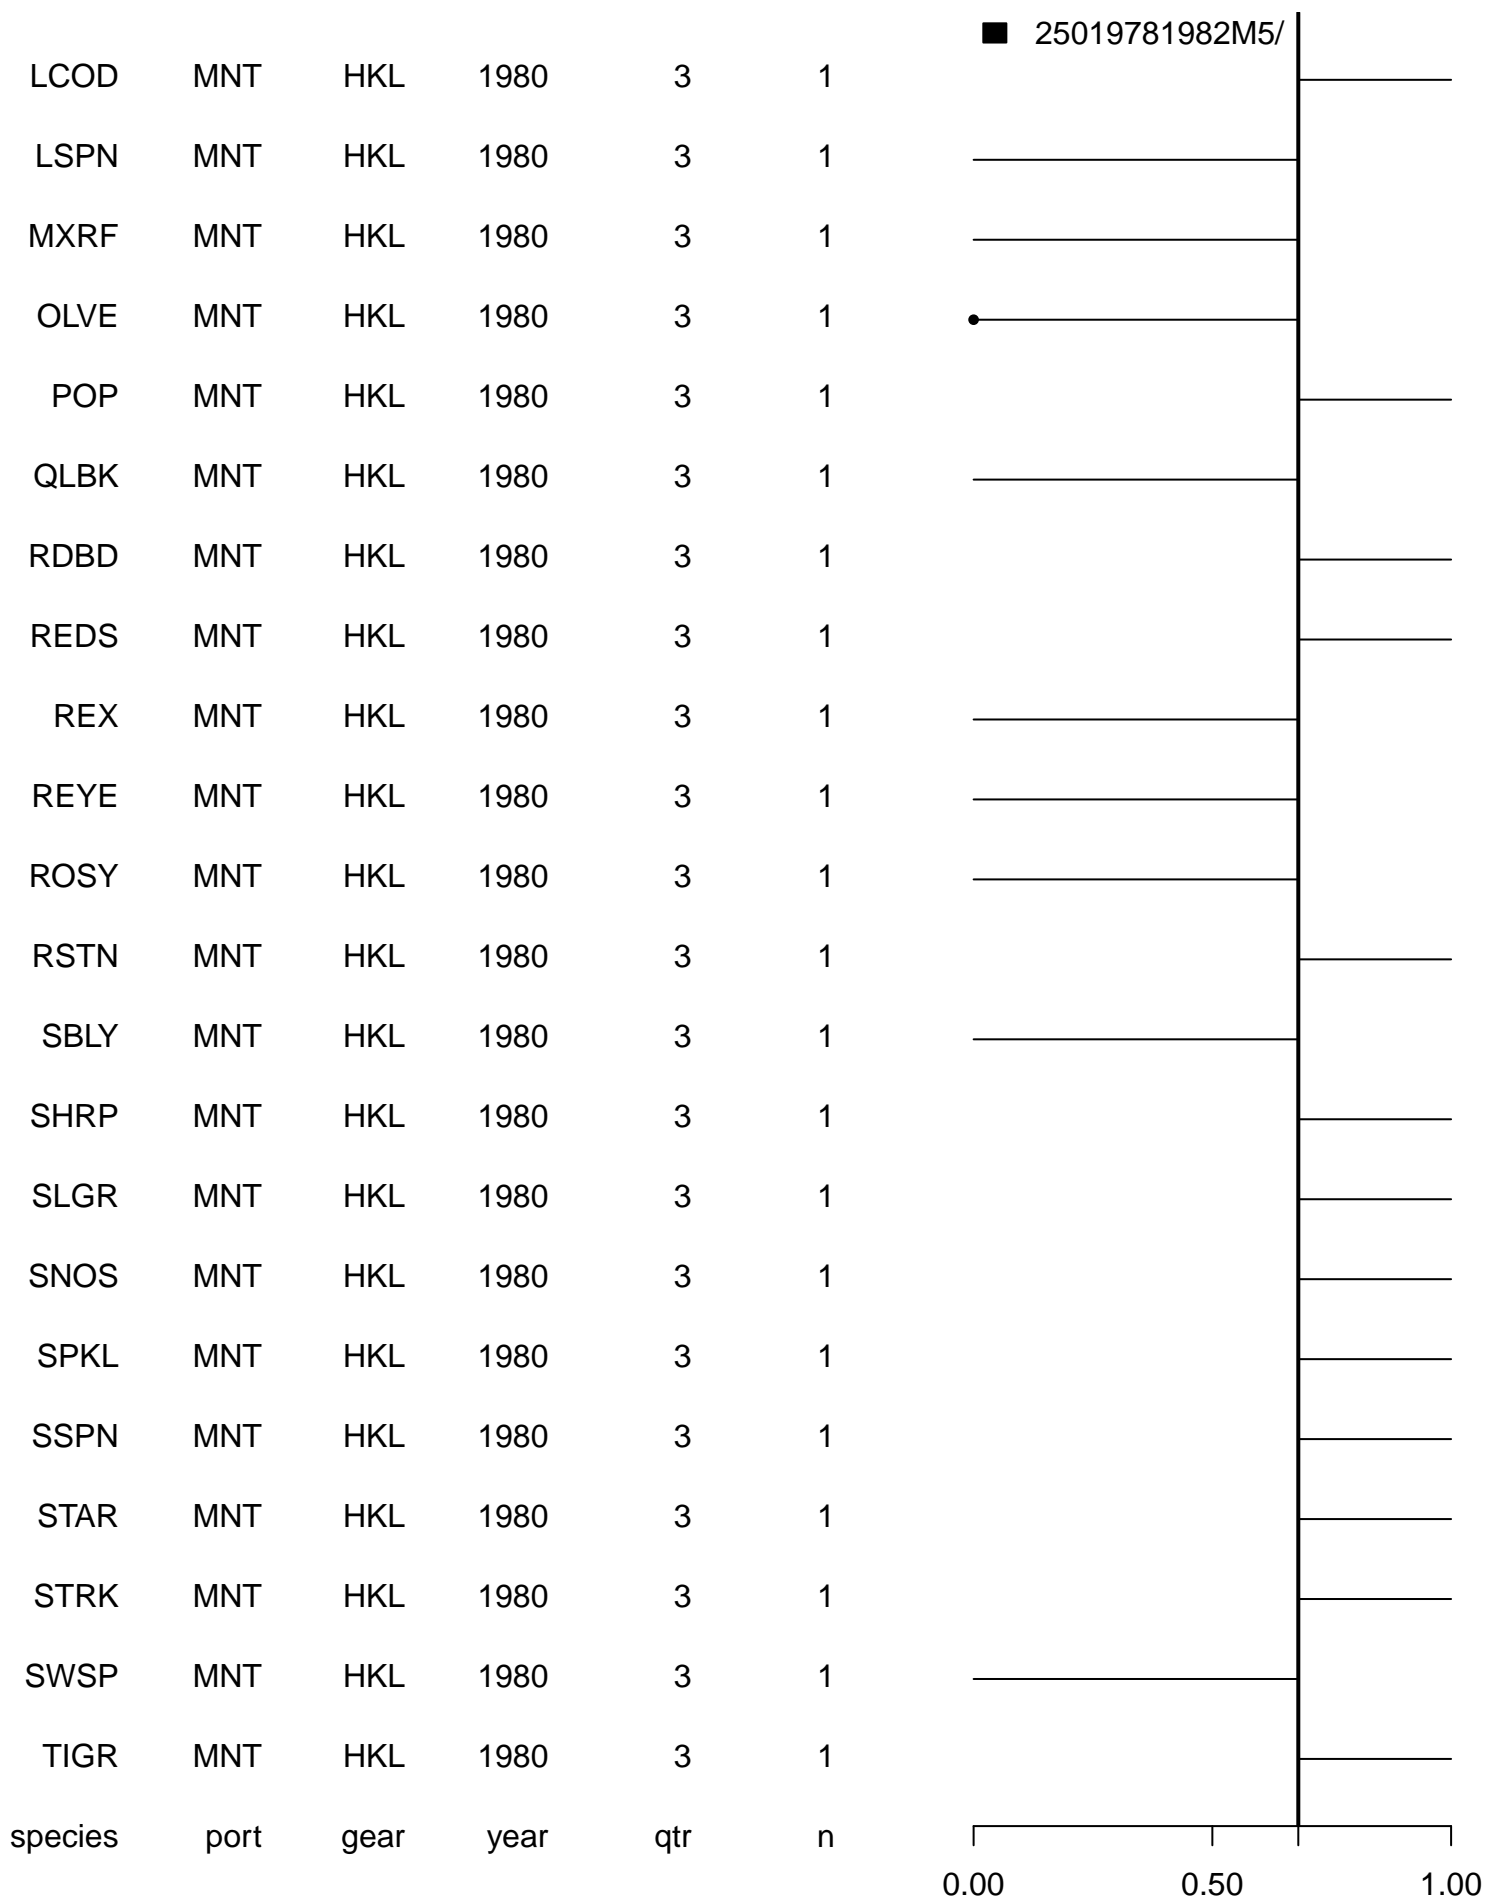 25019781982M5/
LCOD MNT HKL 1980 3 1
LSPN MNT HKL 1980 3 1
MXRF MNT HKL 1980 3 1
OLVE MNT HKL 1980 3 1
POP MNT HKL 1980 3 1
QLBK MNT HKL 1980 3 1
RDBD MNT HKL 1980 3 1
REDS MNT HKL 1980 3 1
REX MNT HKL 1980 3 1
REYE MNT HKL 1980 3 1
ROSY MNT HKL 1980 3 1
RSTN MNT HKL 1980 3 1
SBLY MNT HKL 1980 3 1
SHRP MNT HKL 1980 3 1
SLGR MNT HKL 1980 3 1
SNOS MNT HKL 1980 3 1
SPKL MNT HKL 1980 3 1
SSPN MNT HKL 1980 3 1
STAR MNT HKL 1980 3 1
STRK MNT HKL 1980 3 1
SWSP MNT HKL 1980 3 1
TIGR MNT HKL 1980 3 1
species port gear year qtr n
0.00 0.50 1.00